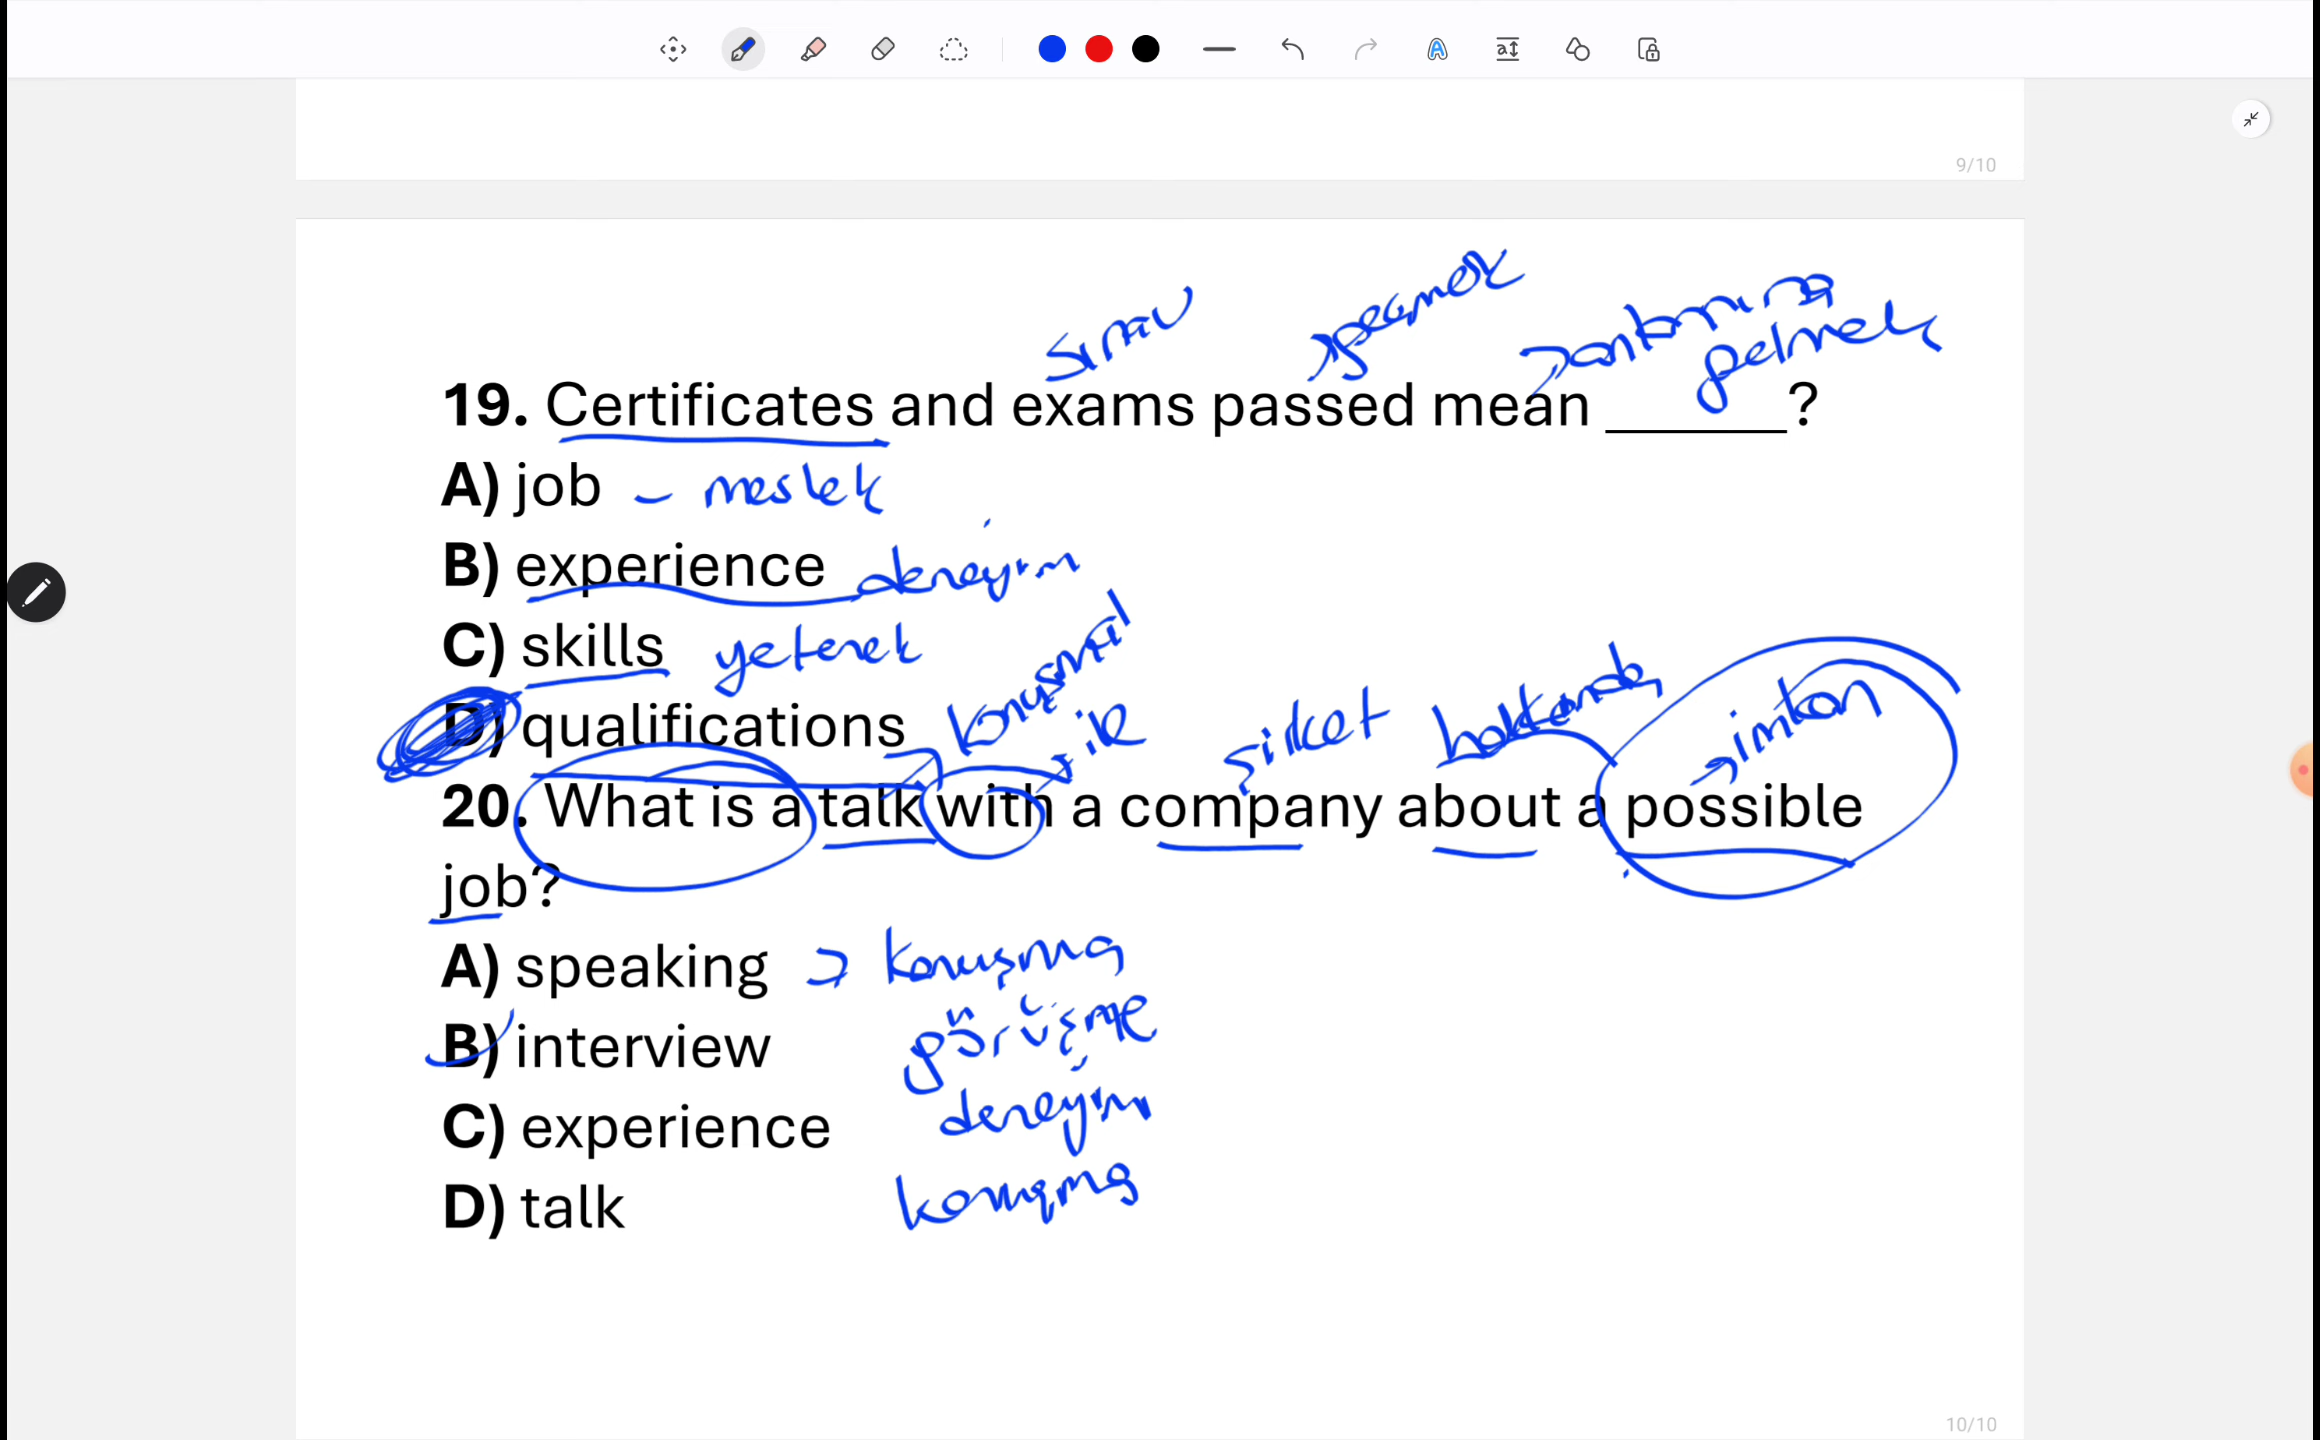 9/10
sınav
geçmek
anlamına
gelmek
19. Certificates and exams passed mean ______?
A) job – meslek
B) experience deneyim
C) skills yetenek
D) qualifications
konuşmak
ile
şirket
hakkında
imkan
20. What is a talk with a company about a possible
job?
A) speaking → konuşma
B) interview görüşme
C) experience deneyim
D) talk konuşma
10/10